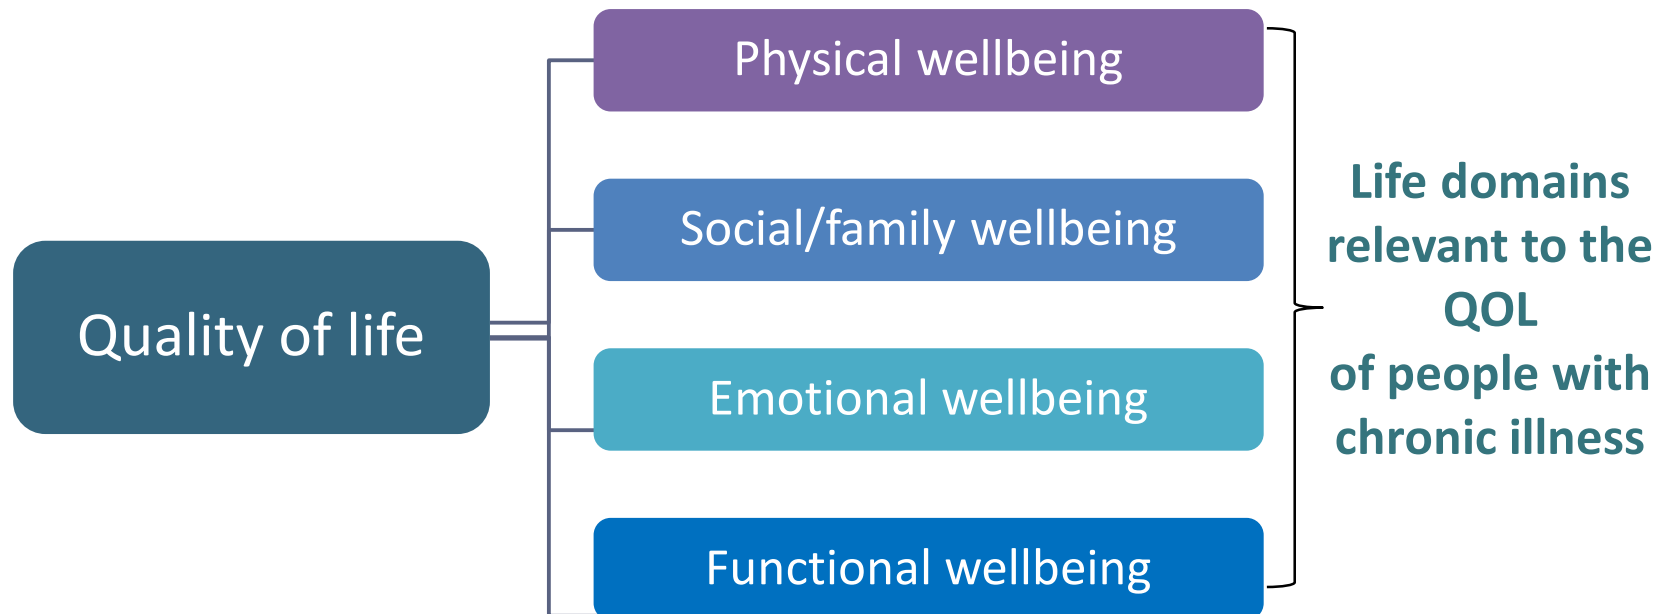 Quality of life
Physical wellbeing
Social/family wellbeing
Emotional wellbeing
Functional wellbeing
Life domains
relevant to the
QOL
of people with
chronic illness